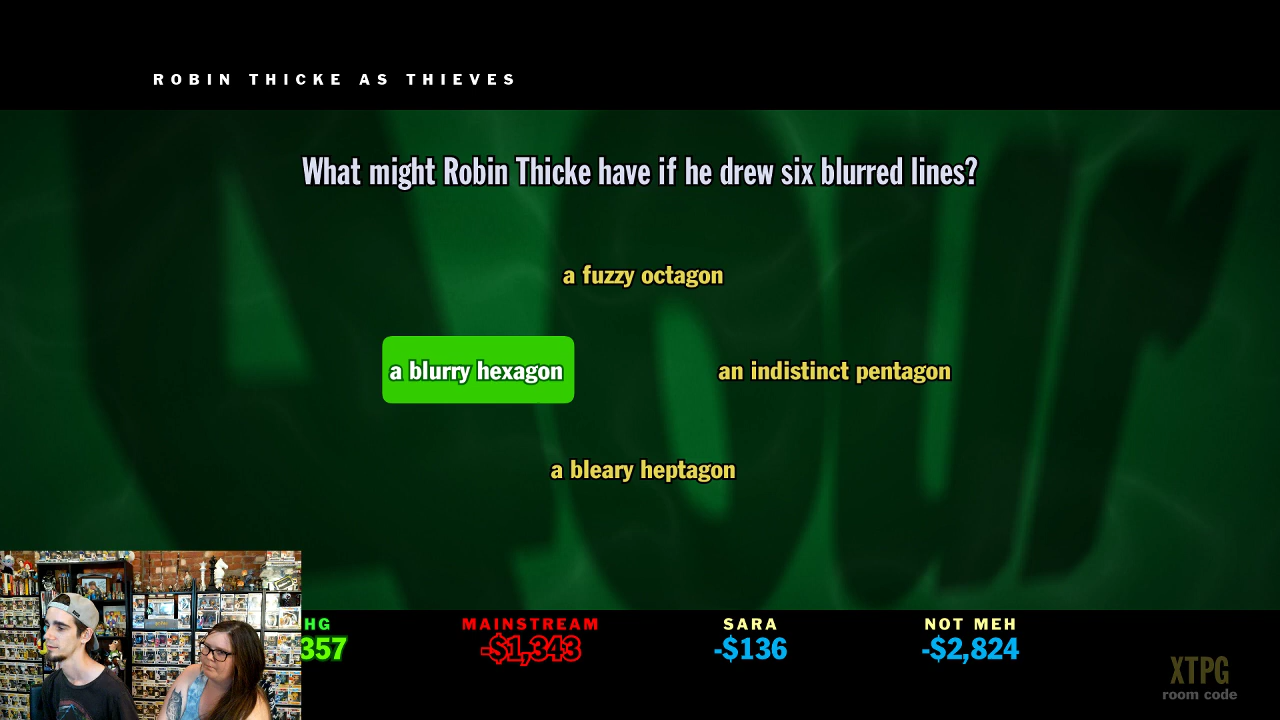 ROBIN THICKE AS THIEVES
What might Robin Thicke have if he drew six blurred lines?
a fuzzy octagon
a blurry hexagon
an indistinct pentagon
a bleary heptagon
HG
357
MAINSTREAM
-$1,343
SARA
-$136
NOT MEH
-$2,824
XTPG
room code